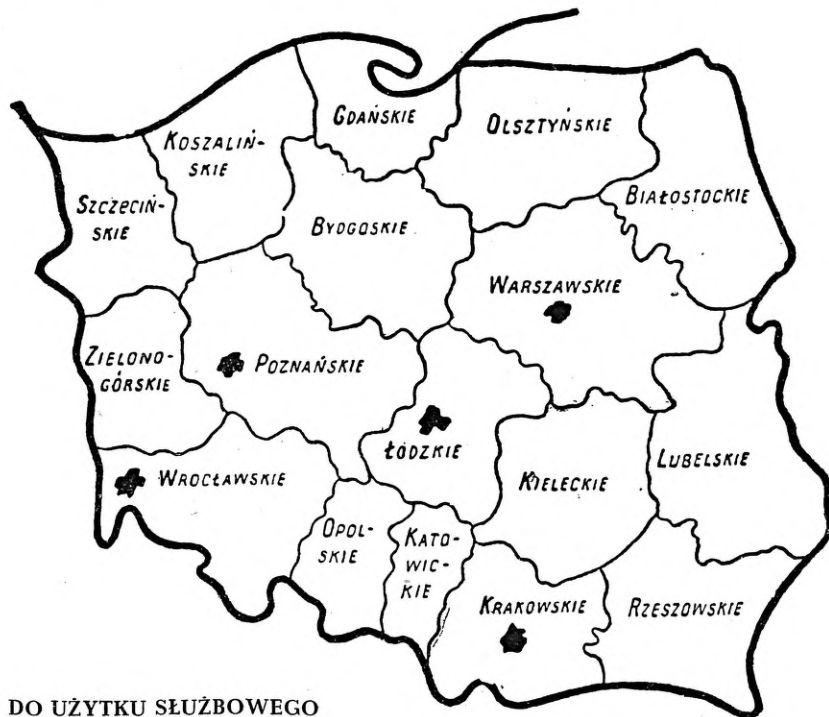 GDAŃSKIE
OLSZTYŃSKIE
KOSZALIŃ-
SKIE
BIAŁOSTOCKIE
SZCZECIŃ-
SKIE
BYDGOSKIE
WARSZAWSKIE
ZIELONO-
GÓRSKIE
POZNAŃSKIE
ŁÓDZKIE
LUBELSKIE
WROCŁAWSKIE
KIELECKIE
OPOL-
SKIE
KATO-
WIC-
KIE
KRAKOWSKIE
RZESZOWSKIE
DO UŻYTKU SŁUŻBOWEGO